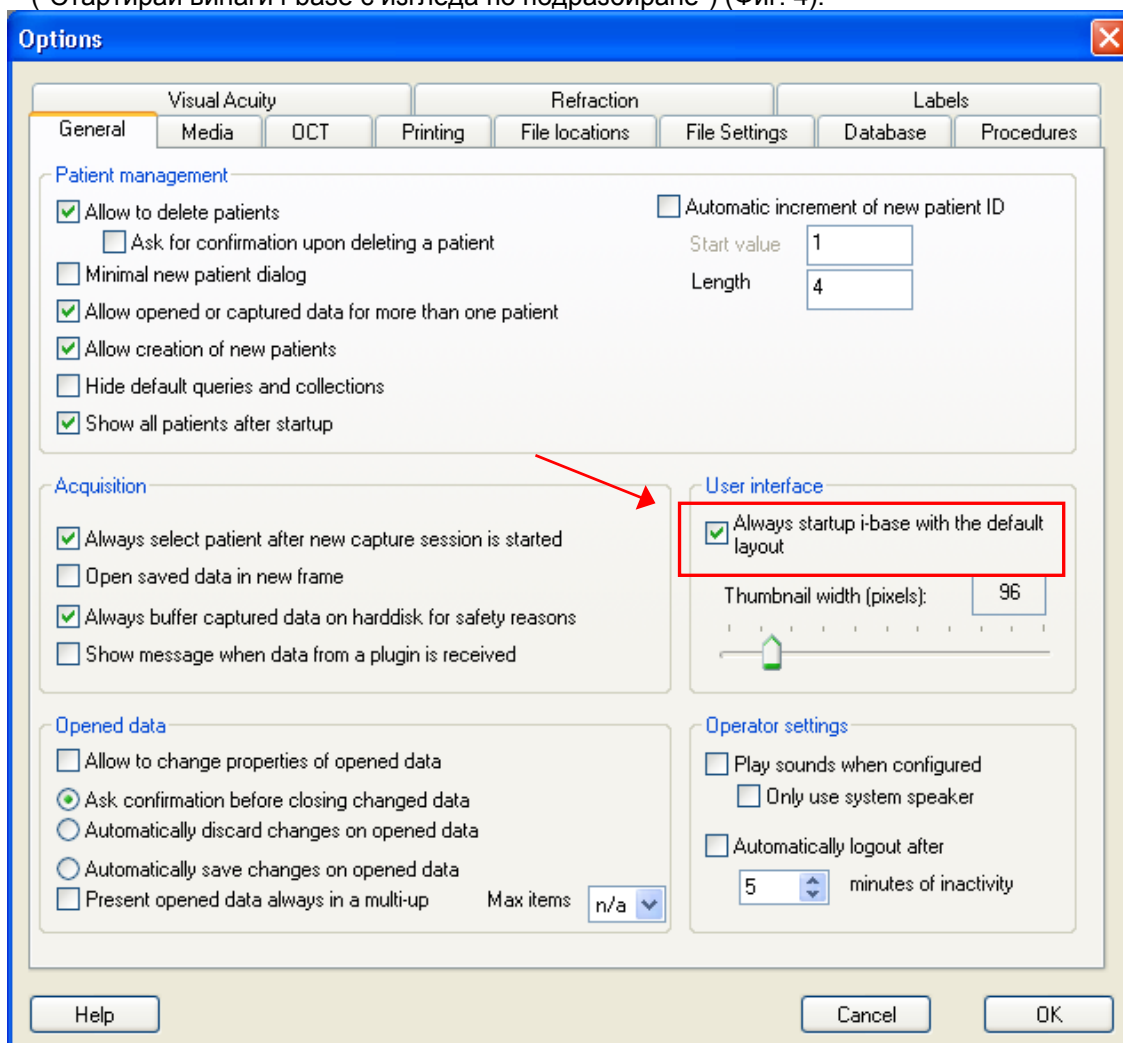 ("Стартирай винаги i-base с изгледа по подразбиране") (Фиг. 4).
Options
Visual Acuity
Refraction
Labels
General
Media
OCT
Printing
File locations
File Settings
Database
Procedures
Patient management
Allow to delete patients
Ask for confirmation upon deleting a patient
Minimal new patient dialog
Allow opened or captured data for more than one patient
Allow creation of new patients
Hide default queries and collections
Show all patients after startup
Automatic increment of new patient ID
Start value 1
Length 4
Acquisition
Always select patient after new capture session is started
Open saved data in new frame
Always buffer captured data on harddisk for safety reasons
Show message when data from a plugin is received
User interface
Always startup i-base with the default
layout
Thumbnail width (pixels): 96
Opened data
Allow to change properties of opened data
Ask confirmation before closing changed data
Automatically discard changes on opened data
Automatically save changes on opened data
Present opened data always in a multi-up Max items n/a
Operator settings
Play sounds when configured
Only use system speaker
Automatically logout after
5 minutes of inactivity
Help
Cancel
OK